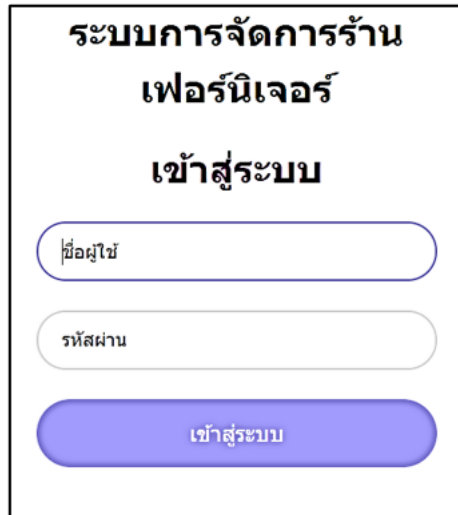 ระบบการจัดการร้าน
เฟอร์นิเจอร์
เข้าสู่ระบบ
ชื่อผู้ใช้
รหัสผ่าน
เข้าสู่ระบบ